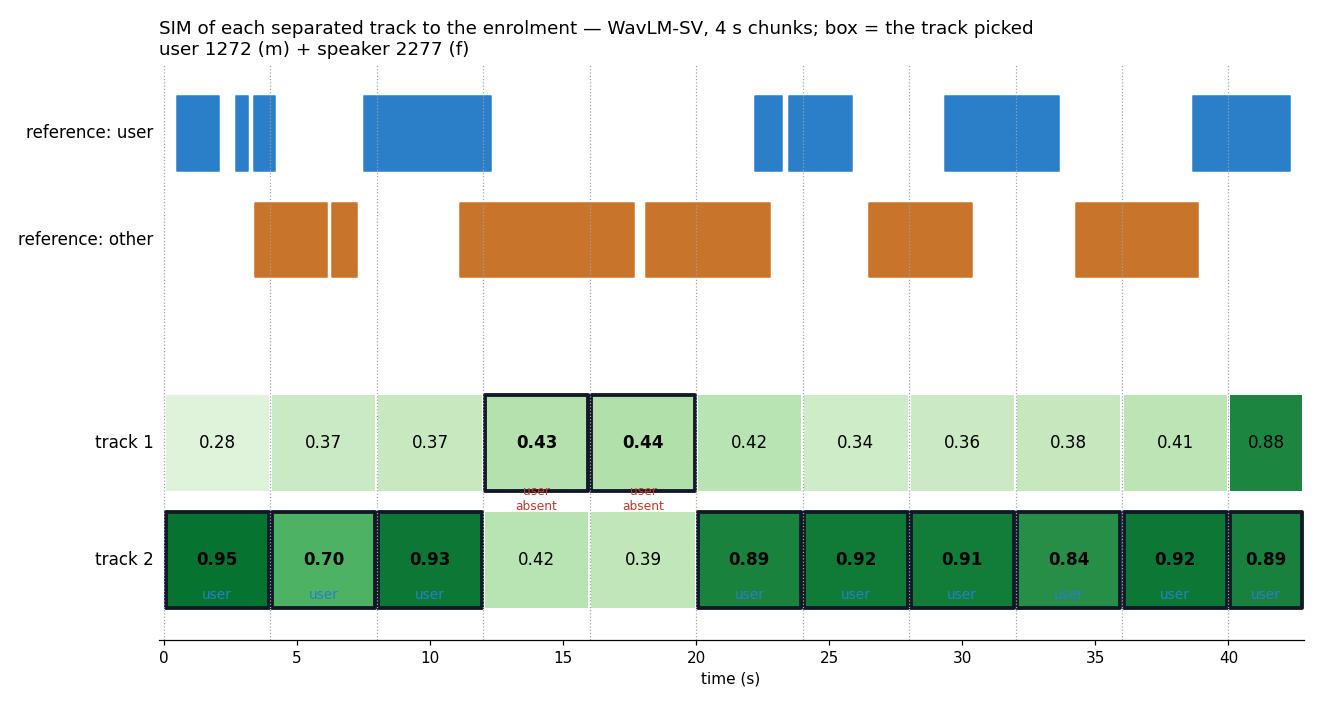 SIM of each separated track to the enrolment — WavLM-SV, 4 s chunks; box = the track picked
user 1272 (m) + speaker 2277 (f)
reference: user
reference: other
track 1
0.28 0.37 0.37 0.43 0.44 0.42 0.34 0.36 0.38 0.41 0.88
user user
absent absent
track 2
0.95 0.70 0.93 0.42 0.39 0.89 0.92 0.91 0.84 0.92 0.89
user user user user user user user user user
0 5 10 15 20 25 30 35 40
time (s)